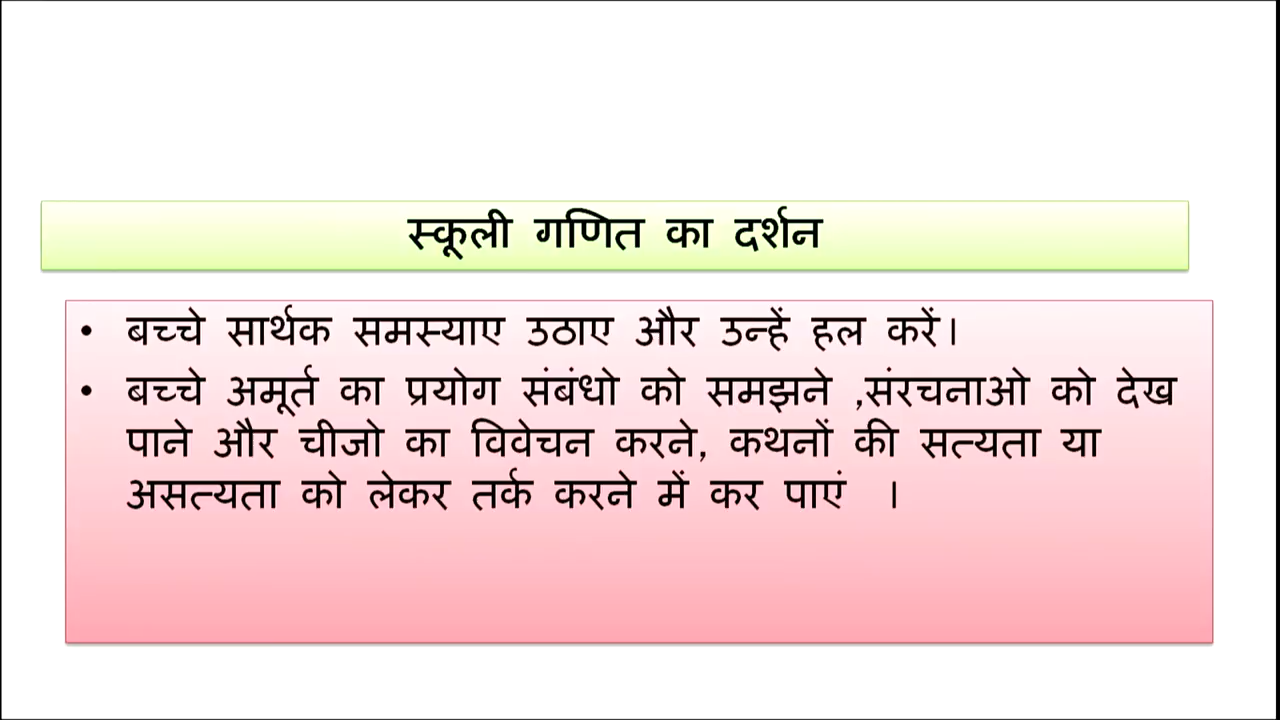 स्कूली गणित का दर्शन
• बच्चे सार्थक समस्याए उठाए और उन्हें हल करें।
• बच्चे अमूर्त का प्रयोग संबंधो को समझने ,संरचनाओ को देख
पाने और चीजो का विवेचन करने, कथनों की सत्यता या
असत्यता को लेकर तर्क करने में कर पाएं ।